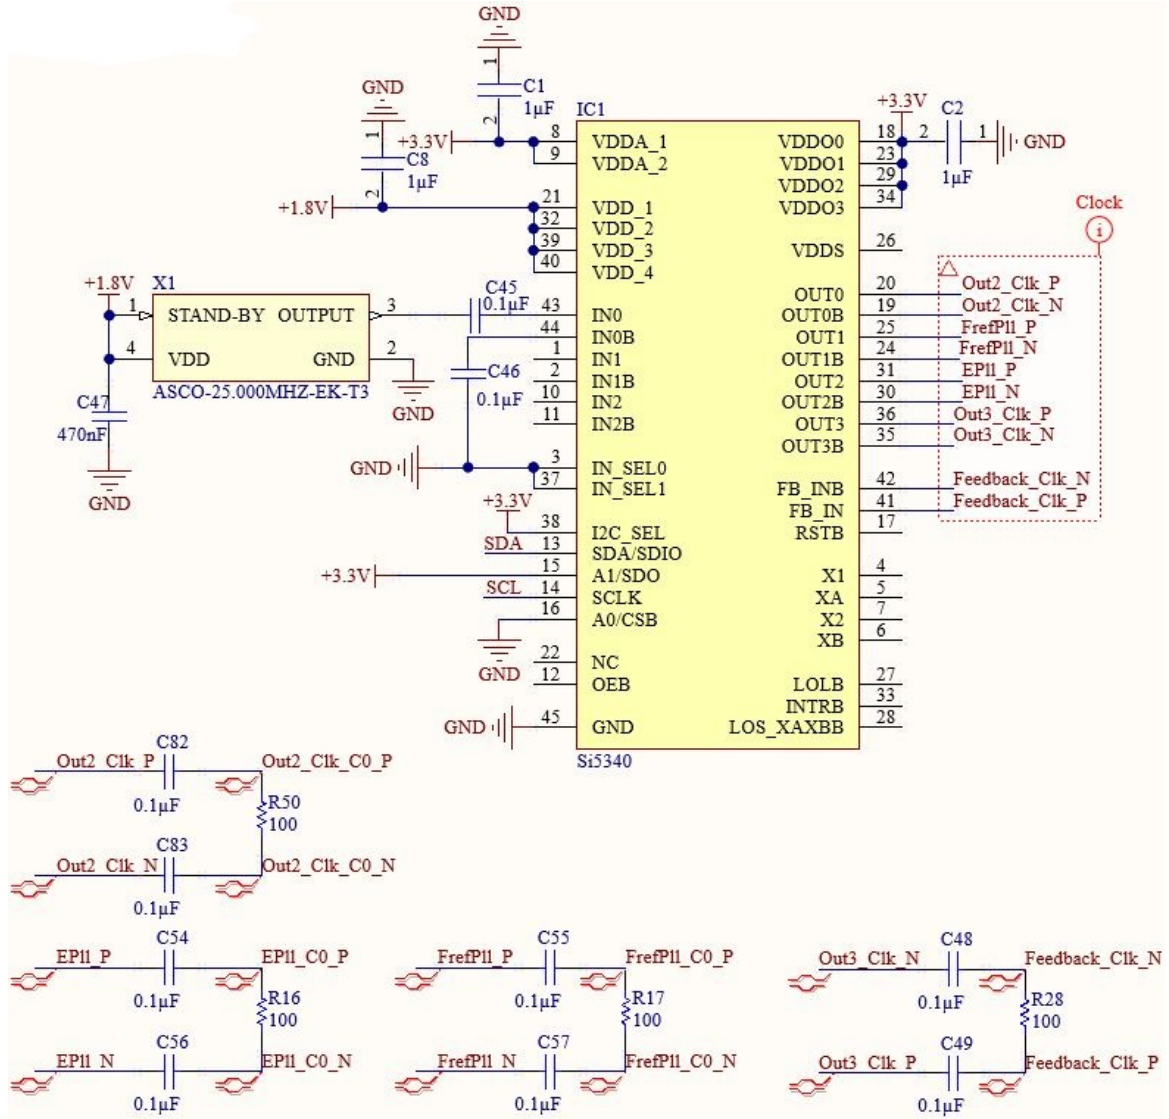 GND
1
C1
1µF
2
GND
1
C8
1µF
2
+3.3V
+1.8V
IC1
8 VDDA_1
9 VDDA_2
21 VDD_1
32 VDD_2
39 VDD_3
40 VDD_4
43 IN0
44 IN0B
1 IN1
2 IN1B
10 IN2
11 IN2B
3 IN_SEL0
37 IN_SEL1
38 I2C_SEL
13 SDA/SDIO
15 A1/SDO
14 SCLK
16 A0/CSB
22 NC
12 OEB
45 GND
VDDO0 18
VDDO1 23
VDDO2 29
VDDO3 34
VDDS 26
OUT0 20
OUT0B 19
OUT1 25
OUT1B 24
OUT2 31
OUT2B 30
OUT3 36
OUT3B 35
FB_INB 42
FB_IN 41
RSTB 17
X1 4
XA 5
X2 7
XB 6
LOLB 27
INTRB 33
LOS_XAXBB 28
Si5340
+3.3V
C2
2
1
GND
1µF
Clock
i
Out2_Clk_P
Out2_Clk_N
FrefPll_P
FrefPll_N
EPll_P
EPll_N
Out3_Clk_P
Out3_Clk_N
Feedback_Clk_N
Feedback_Clk_P
+1.8V
X1
1 STAND-BY OUTPUT 3
4 VDD GND 2
ASCO-25.000MHZ-EK-T3
C47
470nF
GND
GND
C45
0.1µF
C46
0.1µF
GND
+3.3V
SDA
+3.3V
SCL
GND
GND
C82
Out2_Clk_P Out2_Clk_C0_P
0.1µF
R50
100
C83
Out2_Clk_N Out2_Clk_C0_N
0.1µF
C54
EPll_P EPll_C0_P
0.1µF
R16
100
C56
EPll_N EPll_C0_N
0.1µF
C55
FrefPll_P FrefPll_C0_P
0.1µF
R17
100
C57
FrefPll_N FrefPll_C0_N
0.1µF
C48
Out3_Clk_N Feedback_Clk_N
0.1µF
R28
100
C49
Out3_Clk_P Feedback_Clk_P
0.1µF